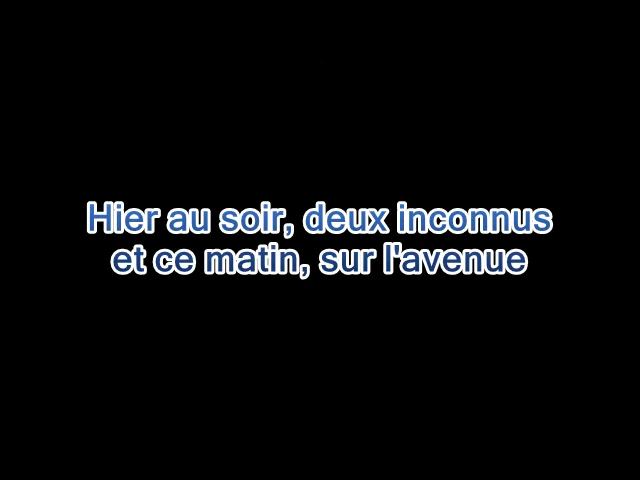 Hier au soir, deux inconnus
et ce matin, sur l'avenue